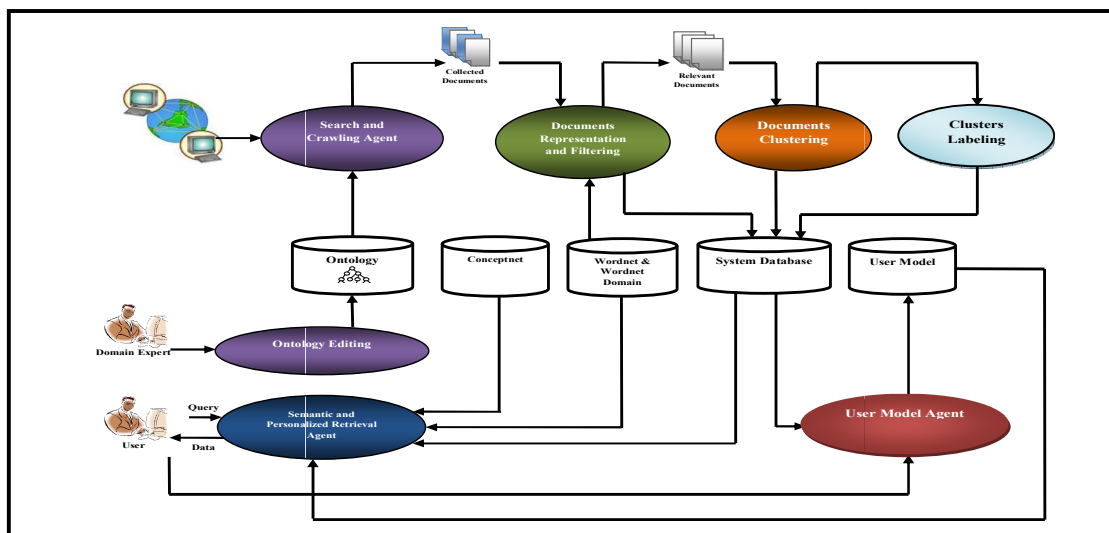 Collected
Documents
Relevant
Documents
Search and
Crawling Agent
Documents
Representation
and Filtering
Documents
Clustering
Clusters
Labeling
Ontology
Conceptnet
Wordnet &
Wordnet
Domain
System Database
User Model
Domain Expert
Ontology Editing
Query
Semantic and
Personalized Retrieval
Agent
User
Data
User Model Agent